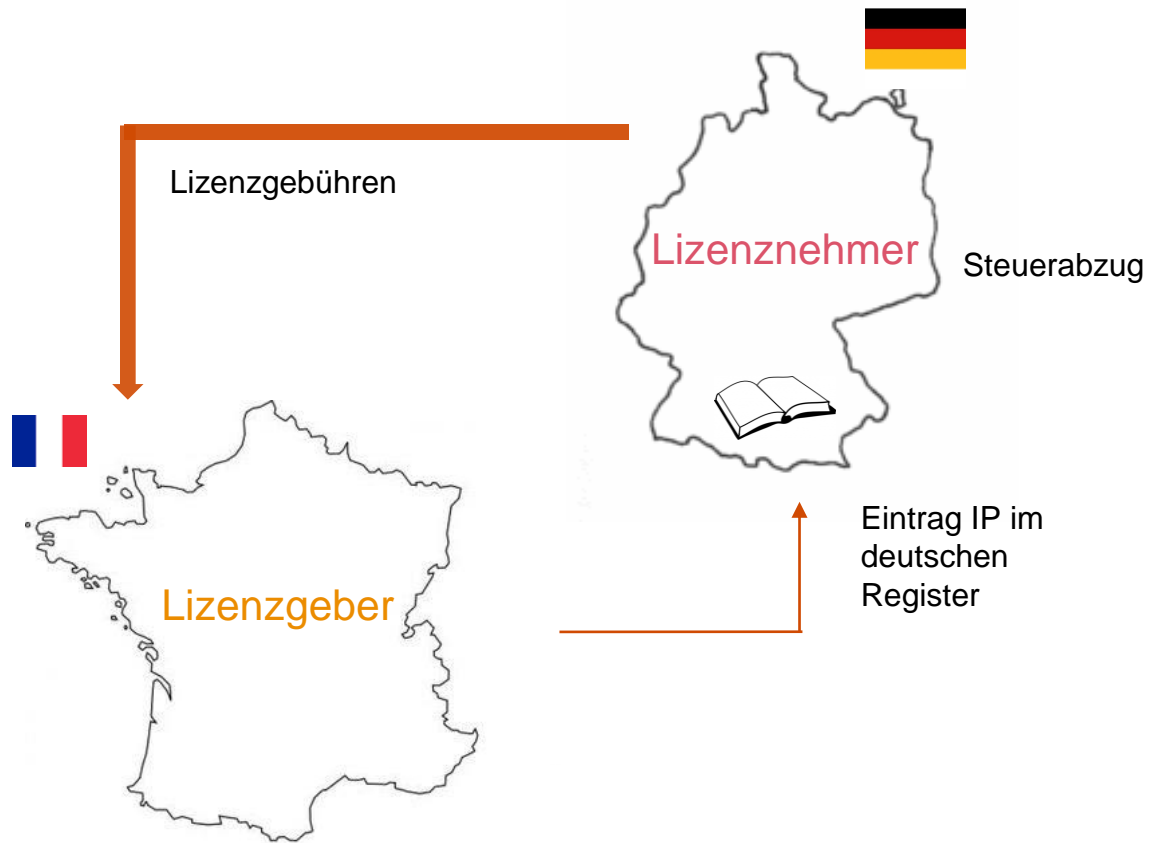 Lizenzgebühren
Lizenznehmer
Steuerabzug
Eintrag IP im
deutschen
Register
Lizenzgeber